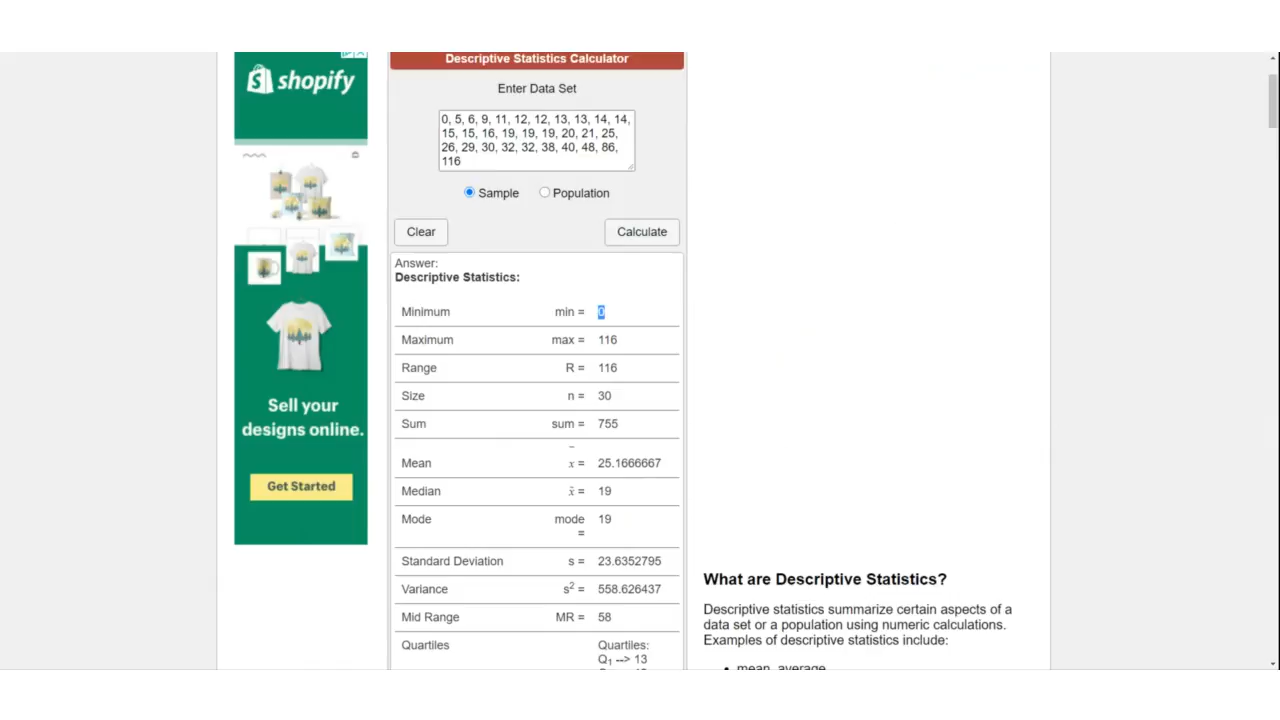 shopify
Sell your
designs online.
Get Started
Descriptive Statistics Calculator
Enter Data Set
0, 5, 6, 9, 11, 12, 12, 13, 13, 14, 14,
15, 15, 16, 19, 19, 19, 20, 21, 25,
26, 29, 30, 32, 32, 38, 40, 48, 86,
116
Sample Population
Clear Calculate
Answer:
Descriptive Statistics:
Minimum min = 0
Maximum max = 116
Range R = 116
Size n = 30
Sum sum = 755
Mean x̄ = 25.1666667
Median x̃ = 19
Mode mode = 19
Standard Deviation s = 23.6352795
Variance s² = 558.626437
Mid Range MR = 58
Quartiles Quartiles:
Q₁ --> 13
What are Descriptive Statistics?
Descriptive statistics summarize certain aspects of a
data set or a population using numeric calculations.
Examples of descriptive statistics include:
• mean, average